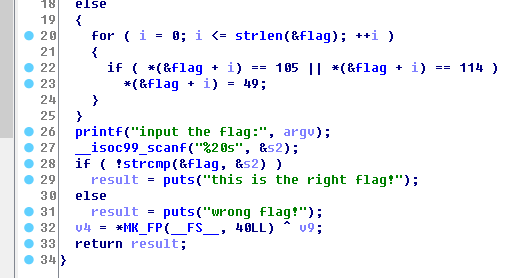 18 else
19 {
20 for ( i = 0; i <= strlen(&flag); ++i )
21 {
22 if ( *(&flag + i) == 105 || *(&flag + i) == 114 )
23 *(&flag + i) = 49;
24 }
25 }
26 printf("input the flag:", argv);
27 __isoc99_scanf("%20s", &s2);
28 if ( !strcmp(&flag, &s2) )
29 result = puts("this is the right flag!");
30 else
31 result = puts("wrong flag!");
32 v4 = *MK_FP(__FS__, 40LL) ^ v9;
33 return result;
34 }